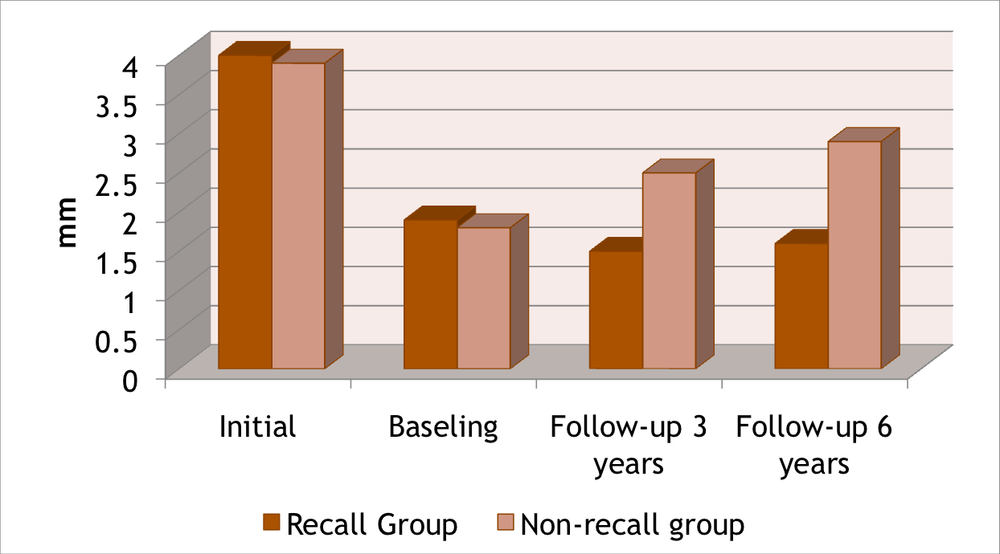 4
3.5
3
2.5
2
1.5
1
0.5
0
mm
Initial
Baseling
Follow-up 3
years
Follow-up 6
years
Recall Group
Non-recall group